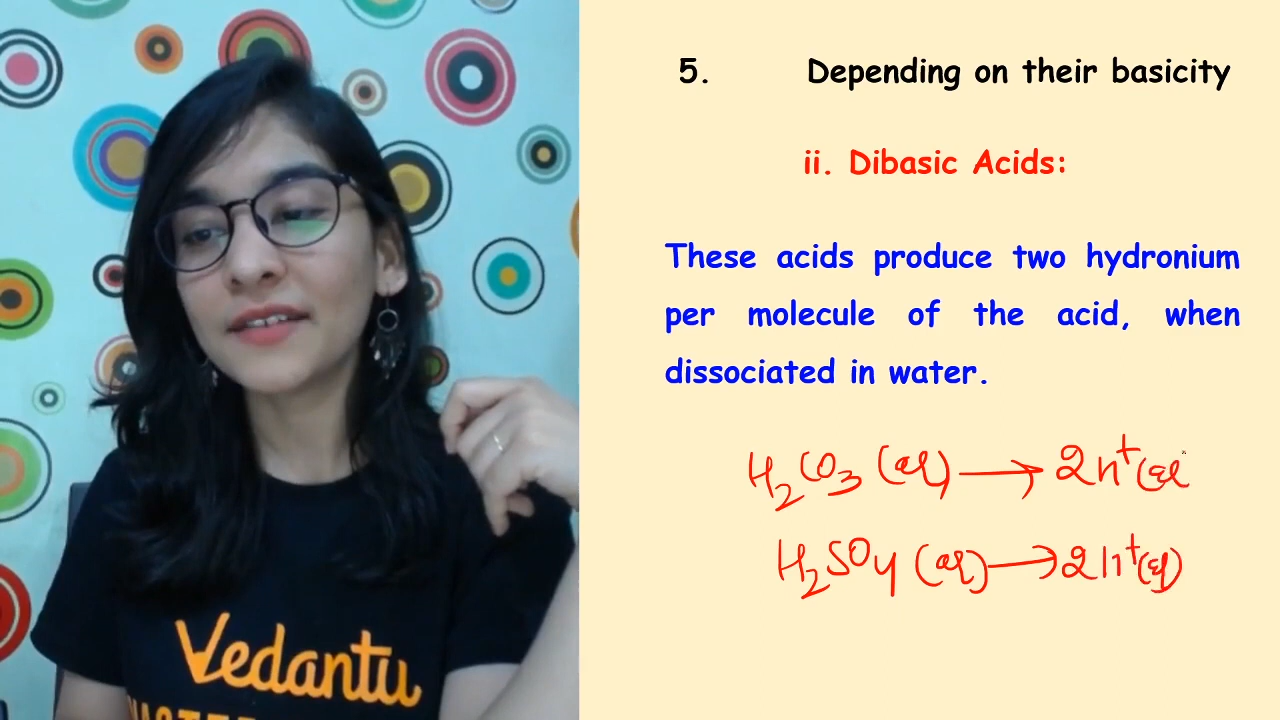 5. Depending on their basicity
ii. Dibasic Acids:
These acids produce two hydronium
per molecule of the acid, when
dissociated in water.
H2CO3 (aq) → 2H+(aq
H2SO4 (aq) → 2H+(aq)
Vedantu